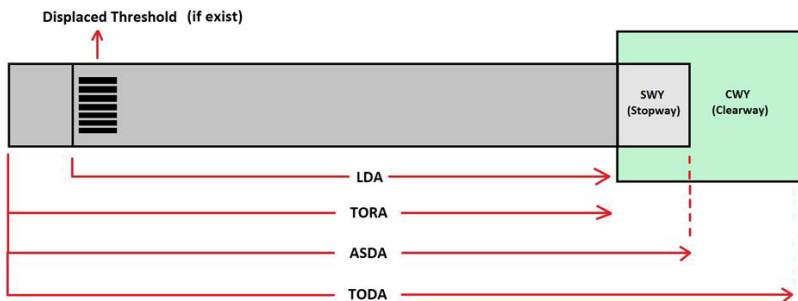 Displaced Threshold (if exist)
SWY
(Stopway)
CWY
(Clearway)
LDA
TORA
ASDA
TODA